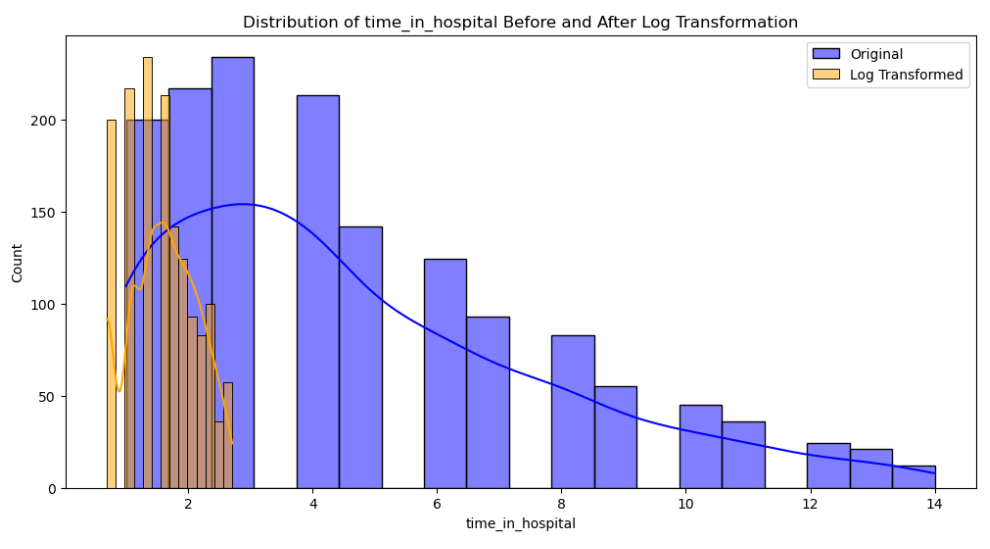 Distribution of time_in_hospital Before and After Log Transformation
Original
Log Transformed
200
150
100
50
0
Count
2 4 6 8 10 12 14
time_in_hospital